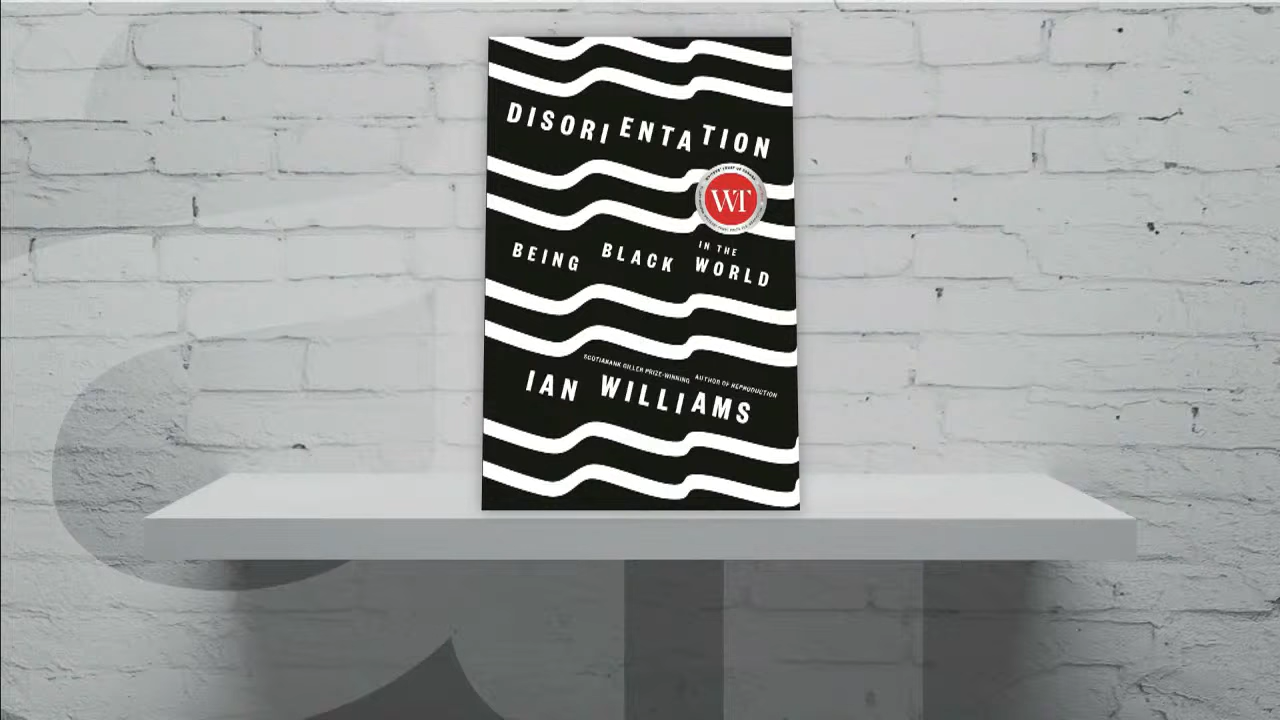 DISORIENTATION
WT
BEING BLACK IN THE WORLD
SCOTIABANK GILLER PRIZE-WINNING AUTHOR OF REPRODUCTION
IAN WILLIAMS